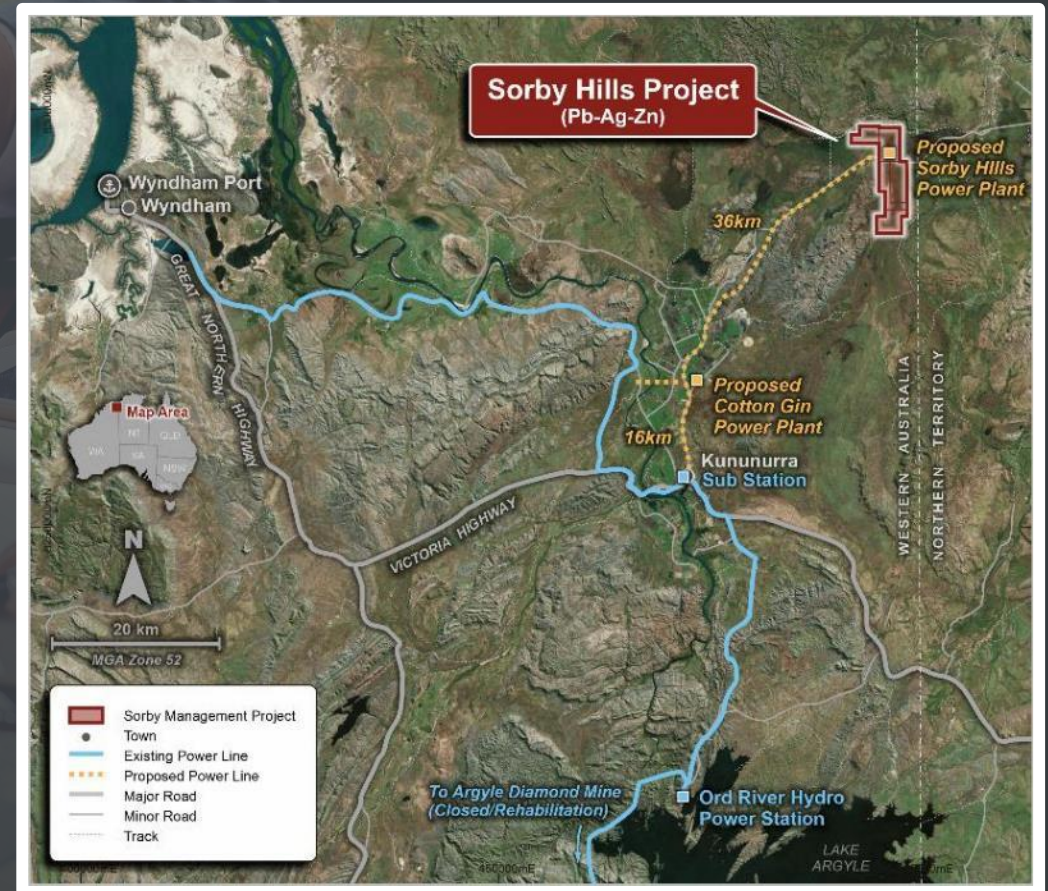 Sorby Hills Project
(Pb-Ag-Zn)
Proposed
Sorby HIlls
Power Plant
Wyndham Port
Wyndham
36km
GREAT NORTHERN HIGHWAY
Map Area
WA
NT
QLD
SA
NSW
Proposed
Cotton Gin
Power Plant
16km
Kununurra
Sub Station
WESTERN AUSTRALIA
NORTHERN TERRITORY
VICTORIA HIGHWAY
N
20 km
MGA Zone 52
Sorby Management Project
Town
Existing Power Line
Proposed Power Line
Major Road
Minor Road
Track
To Argyle Diamond Mine
(Closed/Rehabilitation)
Ord River Hydro
Power Station
LAKE
ARGYLE
450000mE